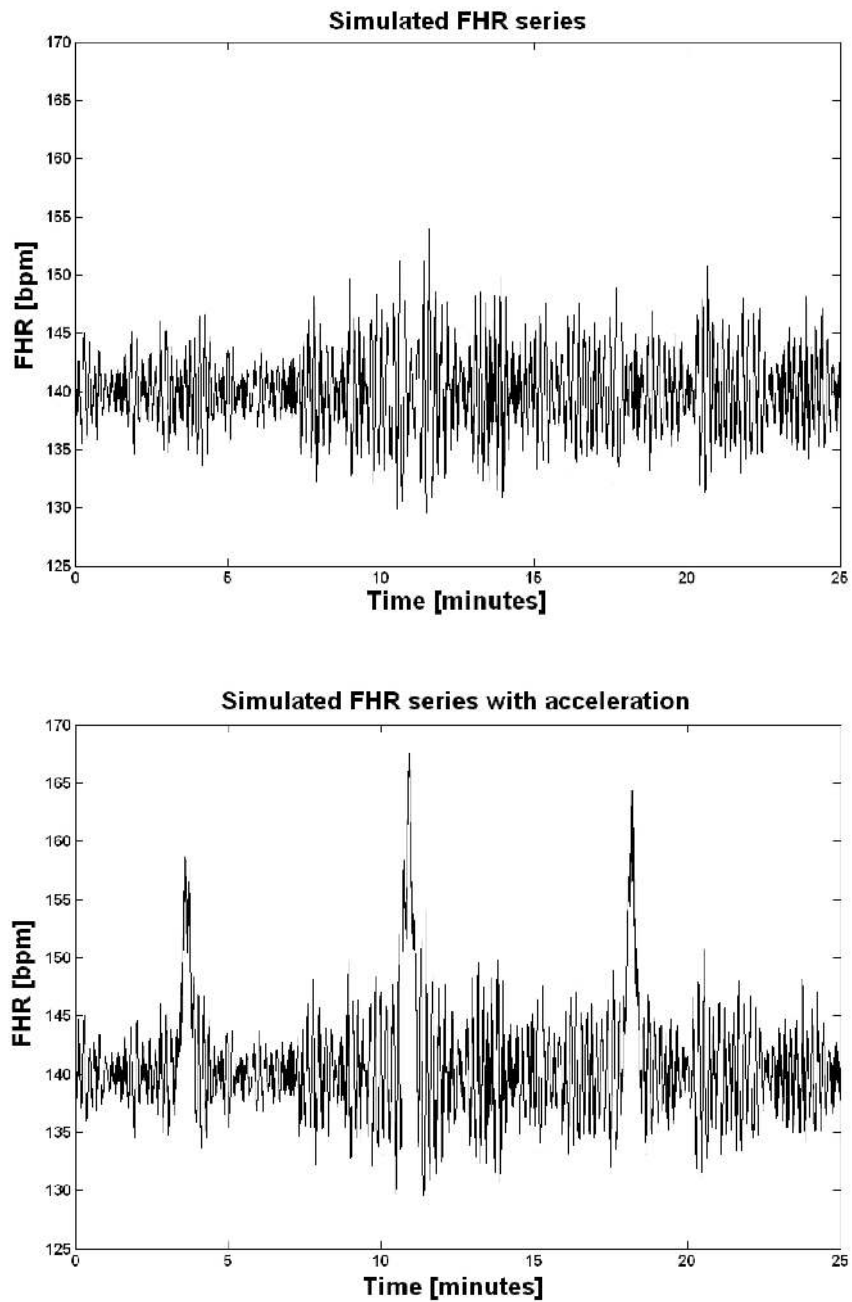 Simulated FHR series
170
165
160
155
150
145
140
135
130
125
FHR [bpm]
0 5 10 15 20 25
Time [minutes]
Simulated FHR series with acceleration
170
165
160
155
150
145
140
135
130
125
FHR [bpm]
0 5 10 15 20 25
Time [minutes]